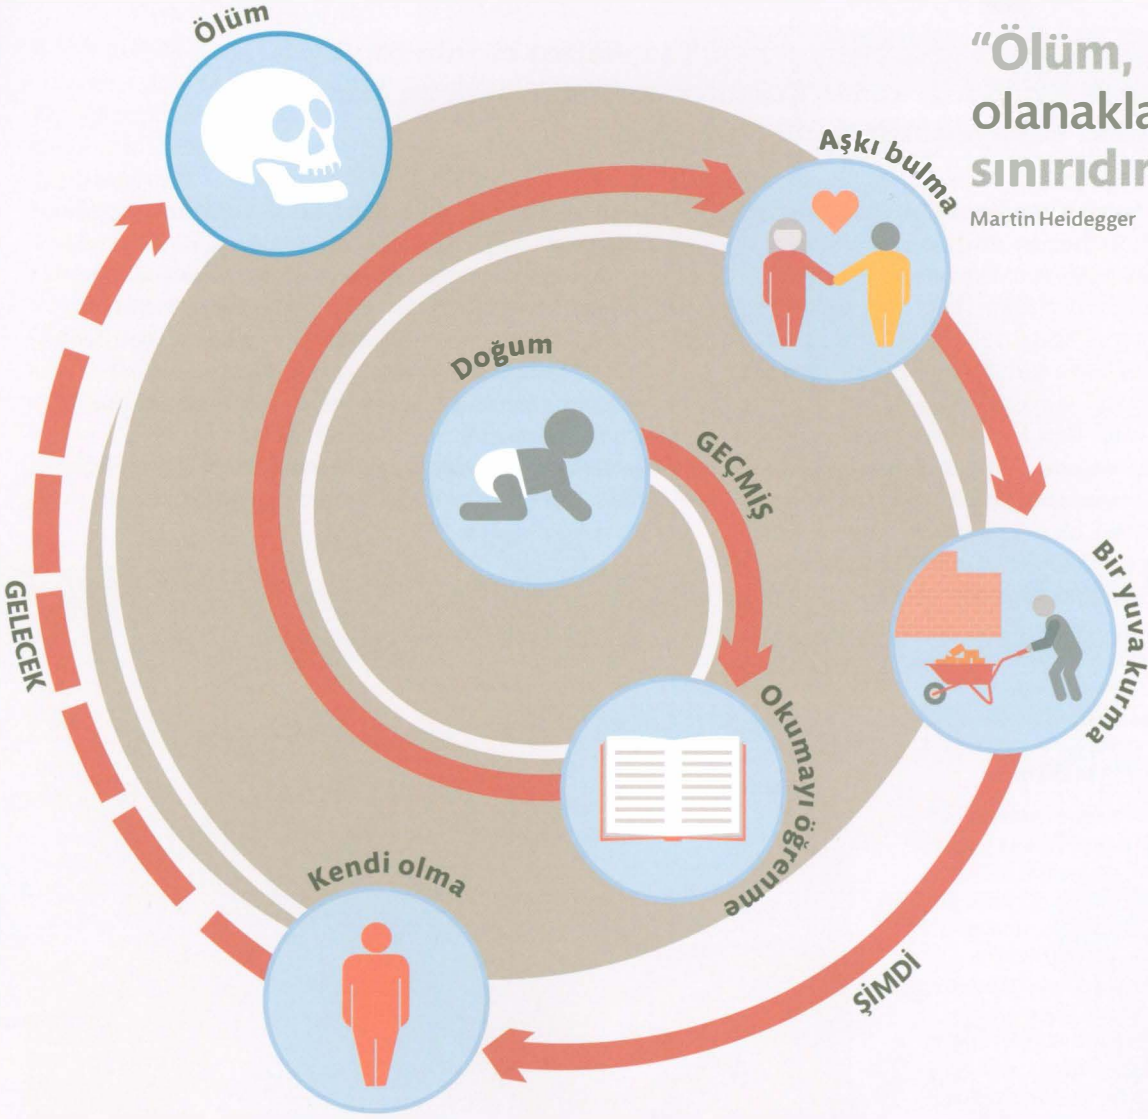 Ölüm
"Ölüm,
sınırıdır
Martin Heidegger
Aşkı bulma
Doğum
GEÇMİŞ
Bir yuva kurma
GELECEK
Okumayı öğrenme
Kendi olma
ŞİMDİ